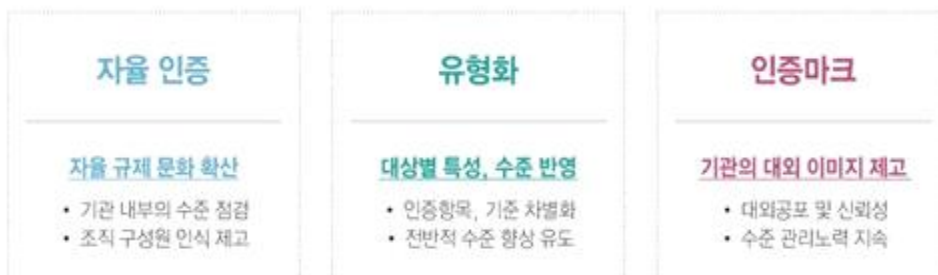 자율 인증
자율 규제 문화 확산
• 기관 내부의 수준 점검
• 조직 구성원 인식 제고
유형화
대상별 특성, 수준 반영
• 인증항목, 기준 차별화
• 전반적 수준 향상 유도
인증마크
기관의 대외 이미지 제고
• 대외공포 및 신뢰성
• 수준 관리노력 지속